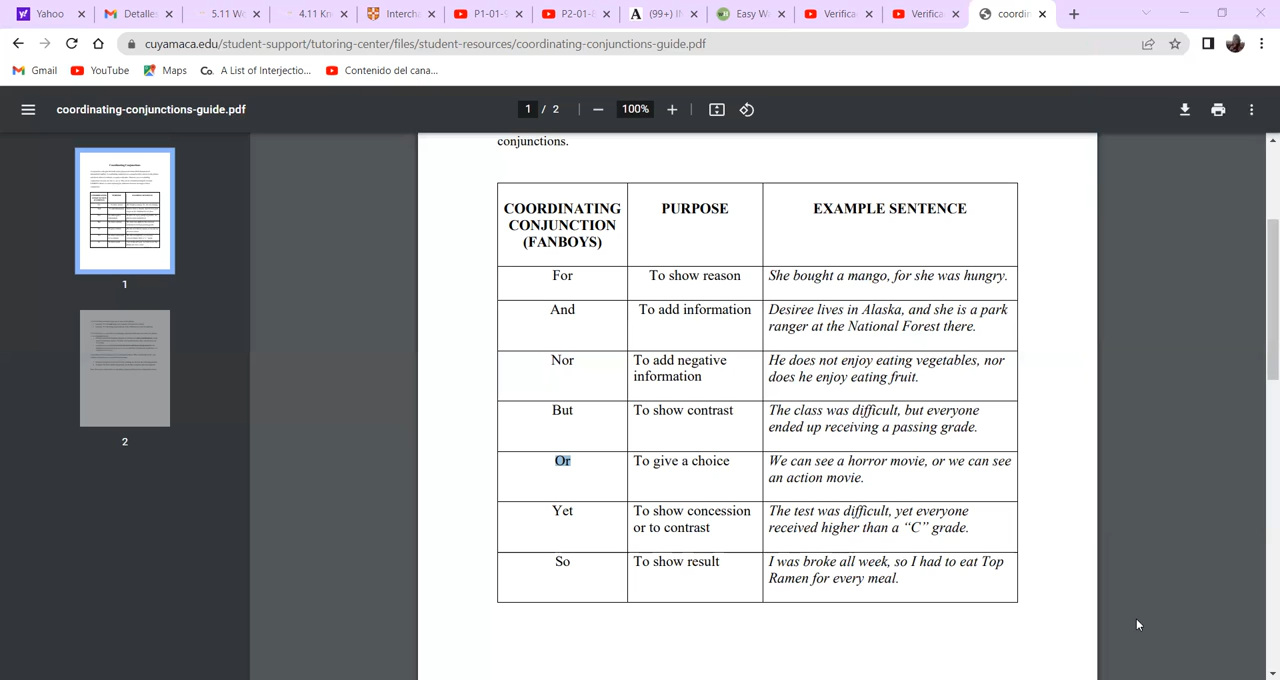 Yahoo
Detalles
5.11 Wo
4.11 Kn
Interch
P1-01-
P2-01-
(99+) I
Easy W
Verifica
Verifica
coordin
cuyamaca.edu/student-support/tutoring-center/files/student-resources/coordinating-conjunctions-guide.pdf
Gmail
YouTube
Maps
Co.
A List of Interjectio...
Contenido del cana...
coordinating-conjunctions-guide.pdf
1 / 2
100%
conjunctions.
COORDINATING
CONJUNCTION
(FANBOYS)
PURPOSE
EXAMPLE SENTENCE
For
To show reason
She bought a mango, for she was hungry.
And
To add information
Desiree lives in Alaska, and she is a park
ranger at the National Forest there.
Nor
To add negative
information
He does not enjoy eating vegetables, nor
does he enjoy eating fruit.
But
To show contrast
The class was difficult, but everyone
ended up receiving a passing grade.
Or
To give a choice
We can see a horror movie, or we can see
an action movie.
Yet
To show concession
or to contrast
The test was difficult, yet everyone
received higher than a “C” grade.
So
To show result
I was broke all week, so I had to eat Top
Ramen for every meal.
1
2